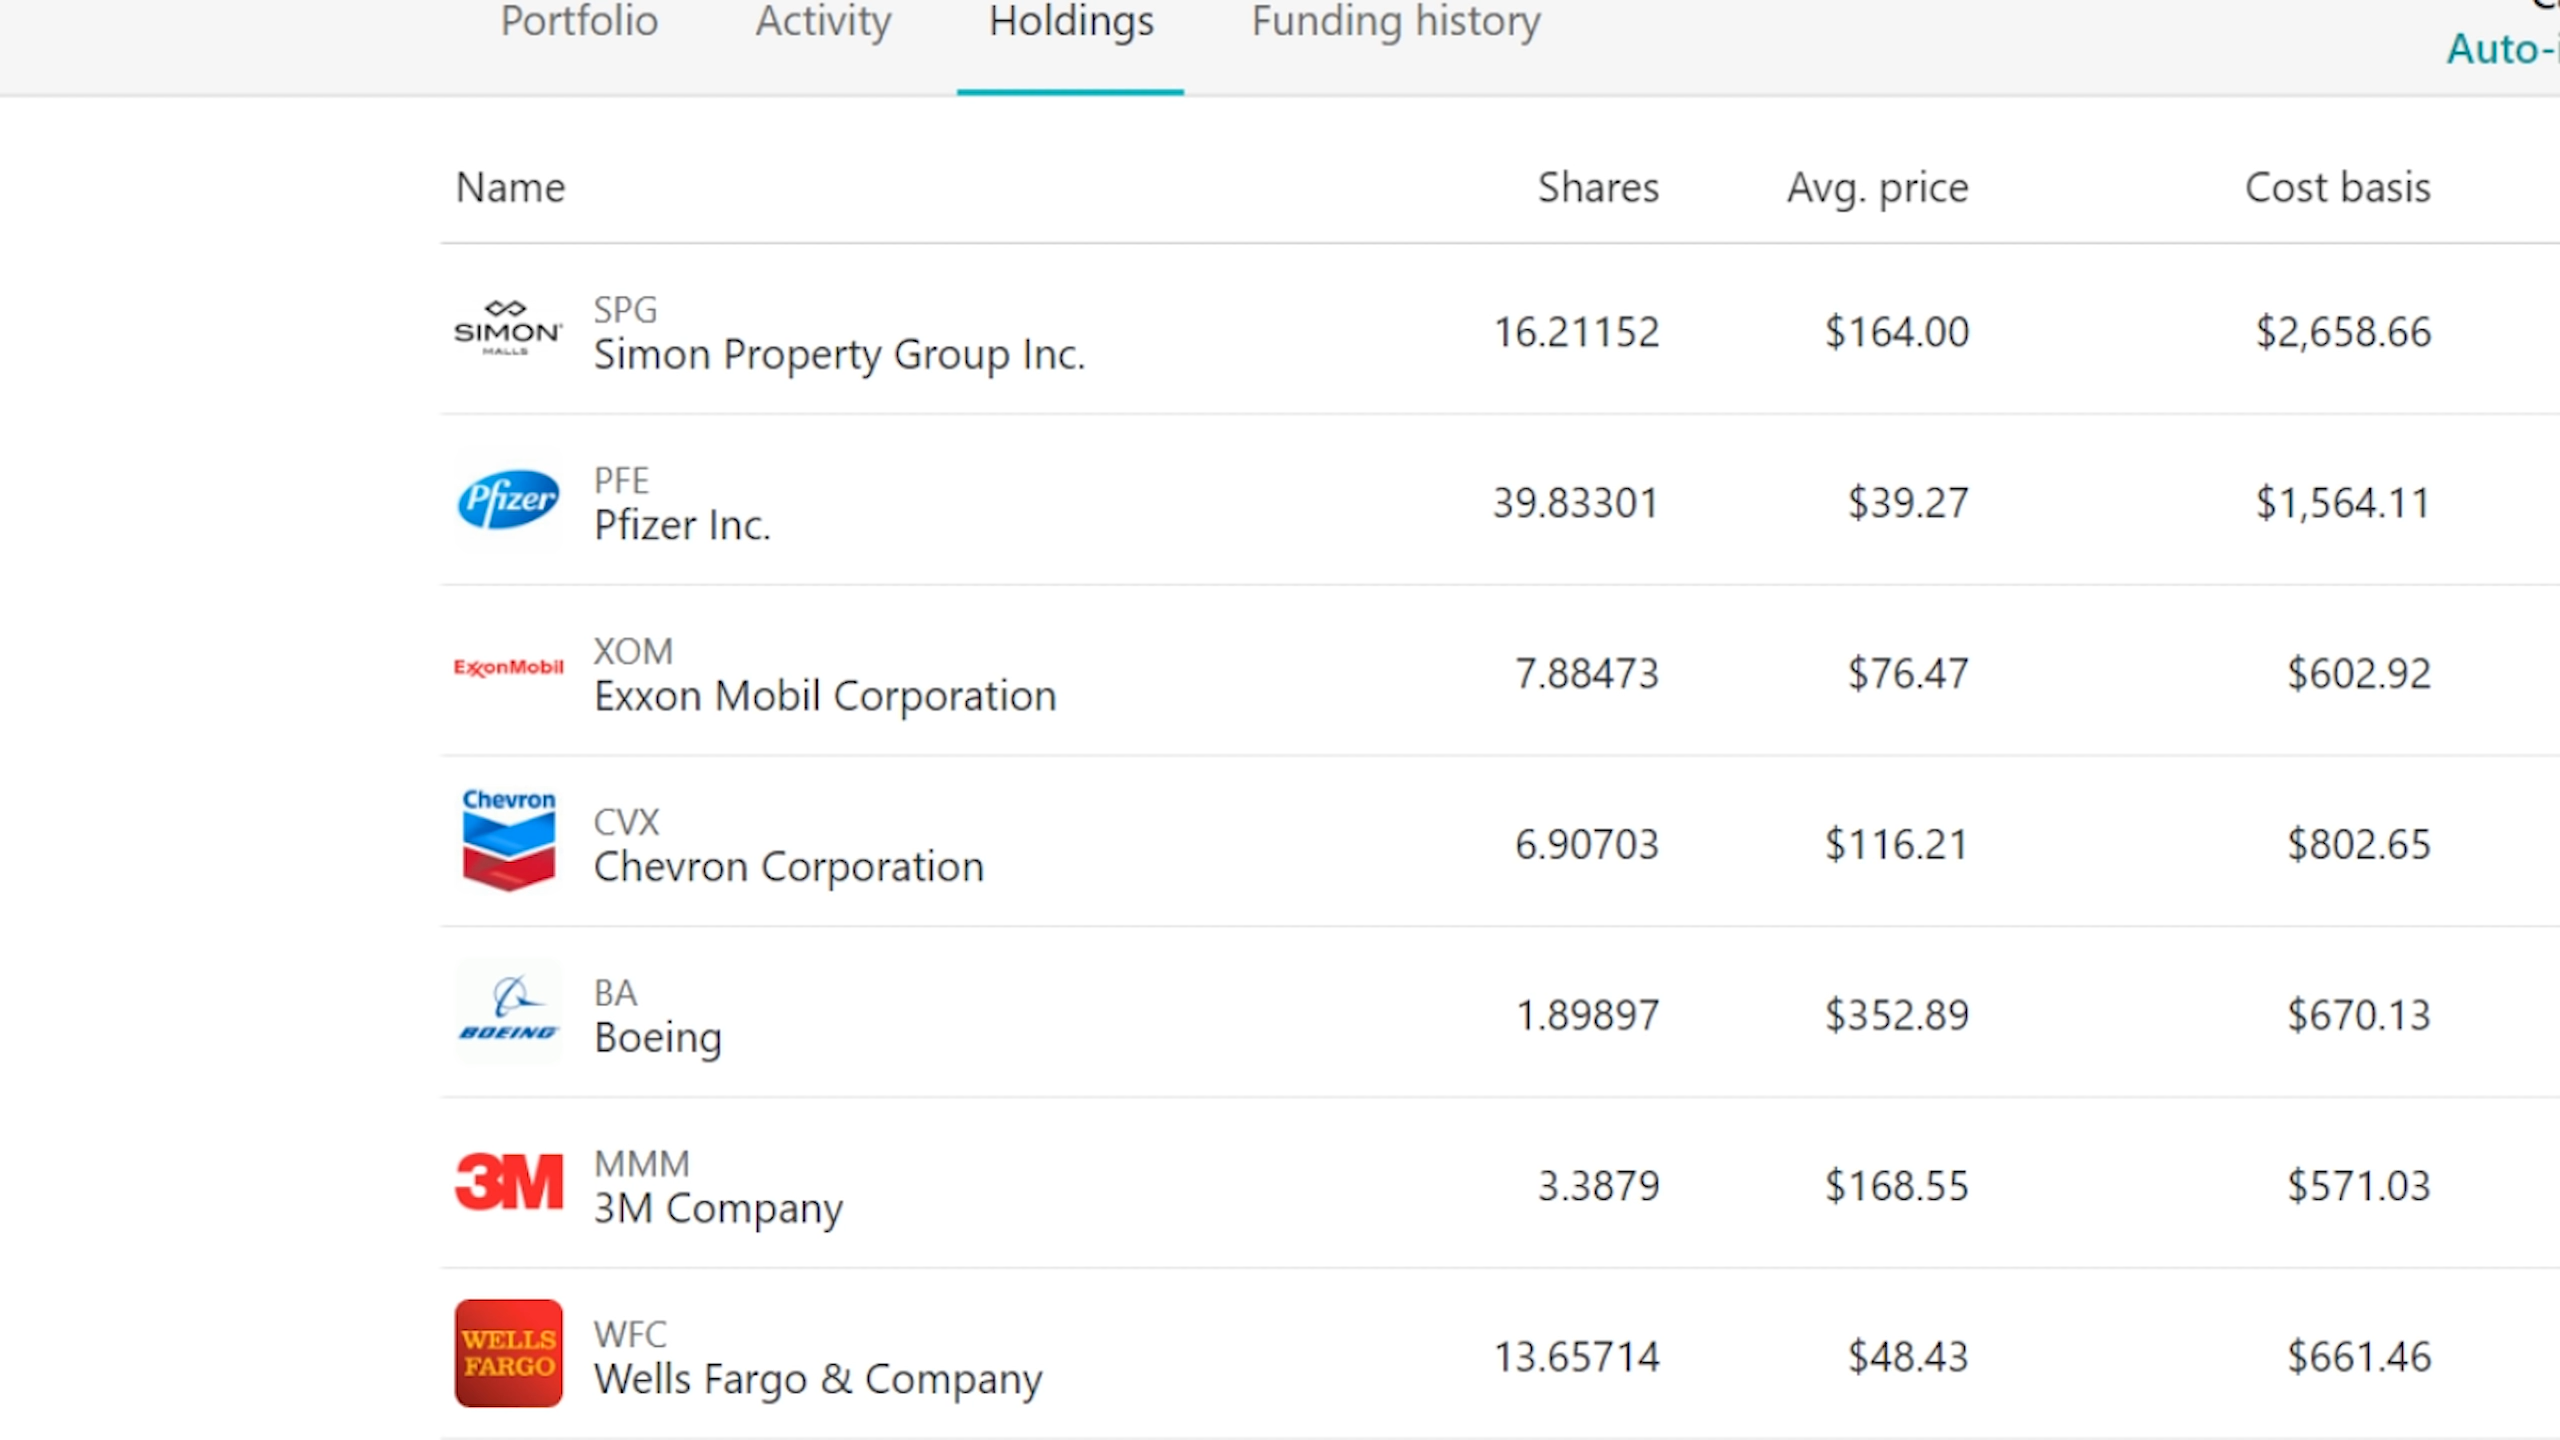 Portfolio Activity Holdings Funding history
Auto-
Name Shares Avg. price Cost basis
SIMON
MALLS
SPG
Simon Property Group Inc.
16.21152 $164.00 $2,658.66
Pfizer
PFE
Pfizer Inc.
39.83301 $39.27 $1,564.11
ExxonMobil
XOM
Exxon Mobil Corporation
7.88473 $76.47 $602.92
Chevron
CVX
Chevron Corporation
6.90703 $116.21 $802.65
BOEING
BA
Boeing
1.89897 $352.89 $670.13
3M
MMM
3M Company
3.3879 $168.55 $571.03
WELLS
FARGO
WFC
Wells Fargo & Company
13.65714 $48.43 $661.46